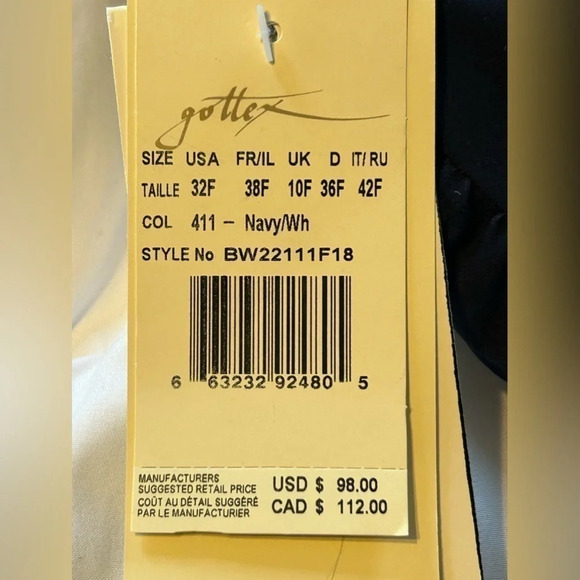 gottex
SIZE USA FR/IL UK D IT/RU
TAILLE 32F 38F 10F 36F 42F
COL 411 - Navy/Wh
STYLE No BW22111F18
6 63232 92480 5
MANUFACTURERS
SUGGESTED RETAIL PRICE USD $ 98.00
COÛT AU DÉTAIL SUGGÉRÉ
PAR LE MANUFACTURIER CAD $ 112.00